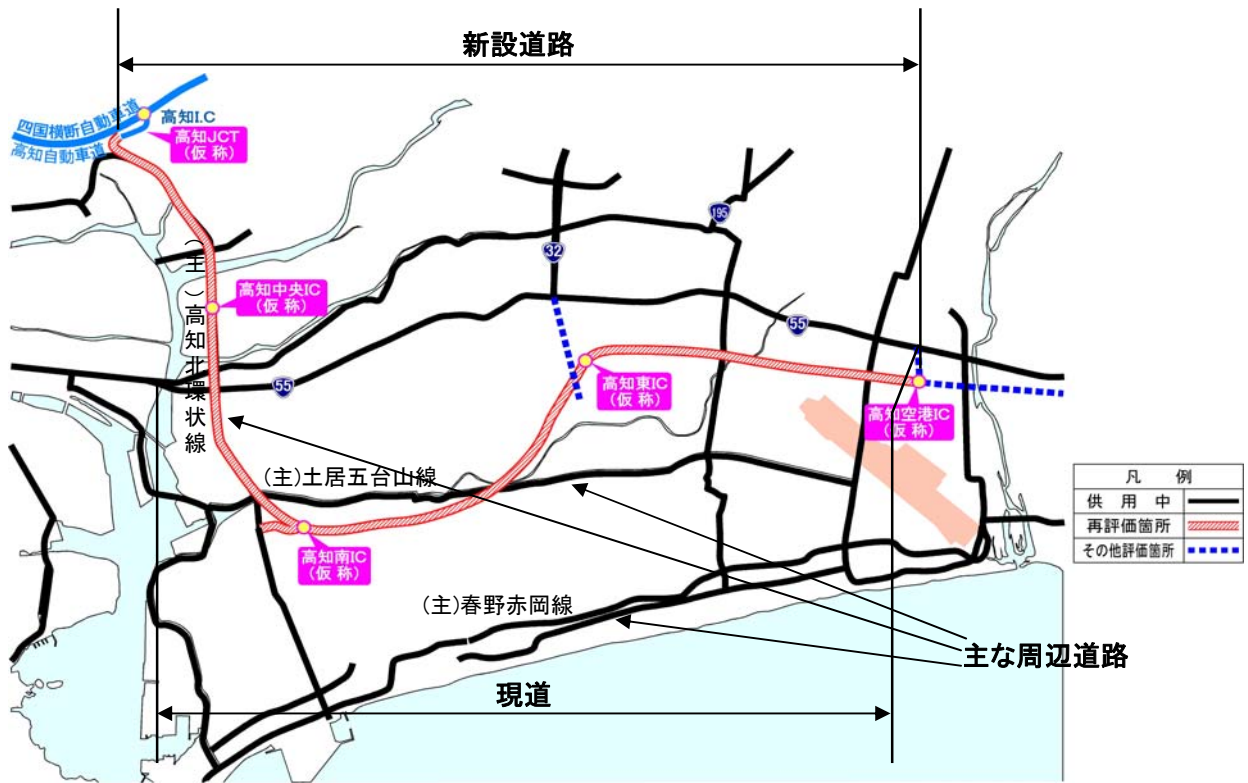 新設道路
四国横断自動車道
高知自動車道
高知I.C
高知JCT
(仮 称)
195
32
(主)高知北環状線
高知中央IC
(仮 称)
55
55
高知東IC
(仮 称)
高知空港IC
(仮 称)
(主)土居五台山線
高知南IC
(仮 称)
(主)春野赤岡線
主な周辺道路
現道
凡 例
供 用 中
再評価箇所
その他評価箇所